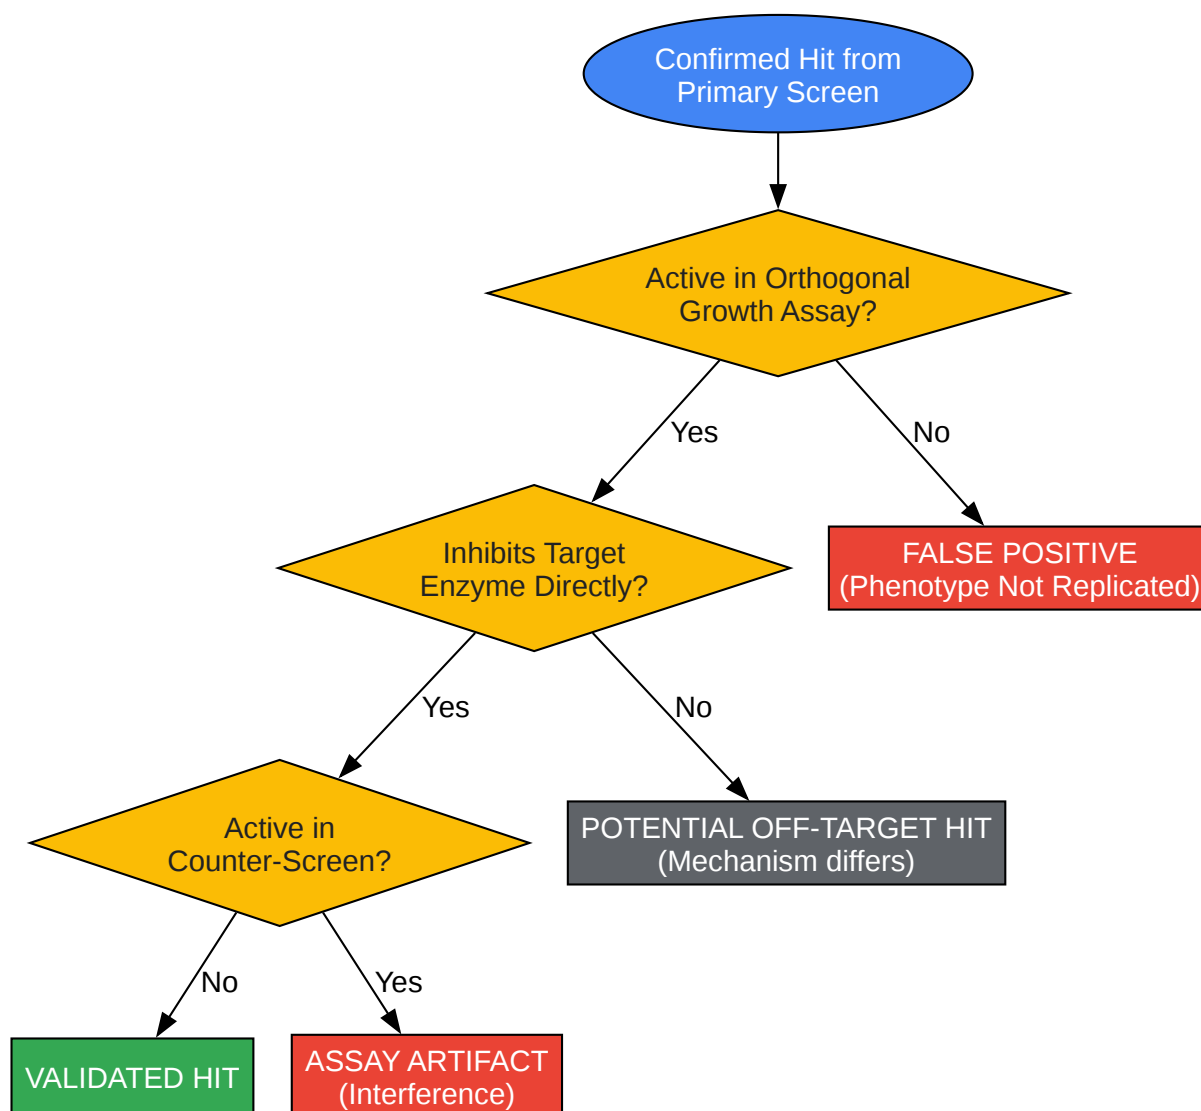 Confirmed Hit from
Primary Screen
Active in Orthogonal
Growth Assay?
Yes
No
Inhibits Target
Enzyme Directly?
FALSE POSITIVE
(Phenotype Not Replicated)
Yes
No
Active in
Counter-Screen?
POTENTIAL OFF-TARGET HIT
(Mechanism differs)
No
Yes
VALIDATED HIT
ASSAY ARTIFACT
(Interference)